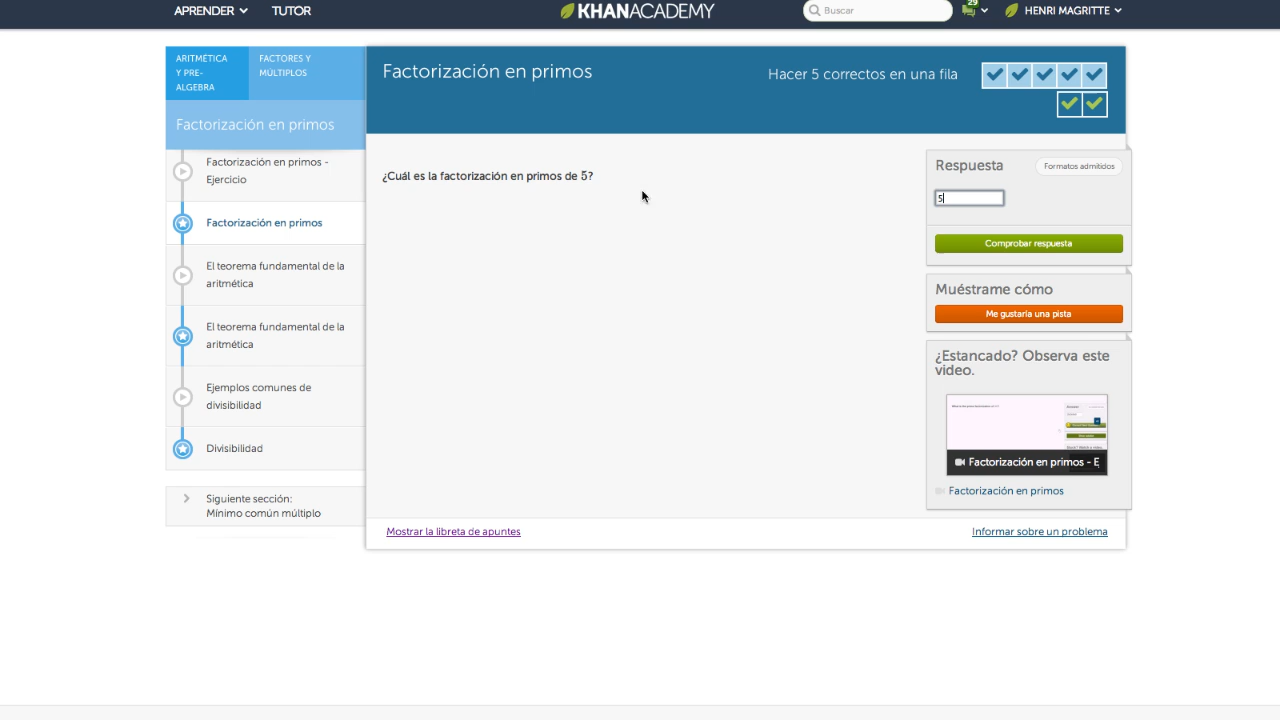 APRENDER
TUTOR
KHANACADEMY
Buscar
29
HENRI MAGRITTE
ARITMÉTICA
Y PRE-
ALGEBRA
FACTORES Y
MÚLTIPLOS
Factorización en primos
Factorización en primos -
Ejercicio
Factorización en primos
El teorema fundamental de la
aritmética
El teorema fundamental de la
aritmética
Ejemplos comunes de
divisibilidad
Divisibilidad
Siguiente sección:
Mínimo común múltiplo
Factorización en primos
Hacer 5 correctos en una fila
¿Cuál es la factorización en primos de 5?
Respuesta
Formatos admitidos
5
Comprobar respuesta
Muéstrame cómo
Me gustaría una pista
¿Estancado? Observa este
video.
Factorización en primos - E
Factorización en primos
Mostrar la libreta de apuntes
Informar sobre un problema